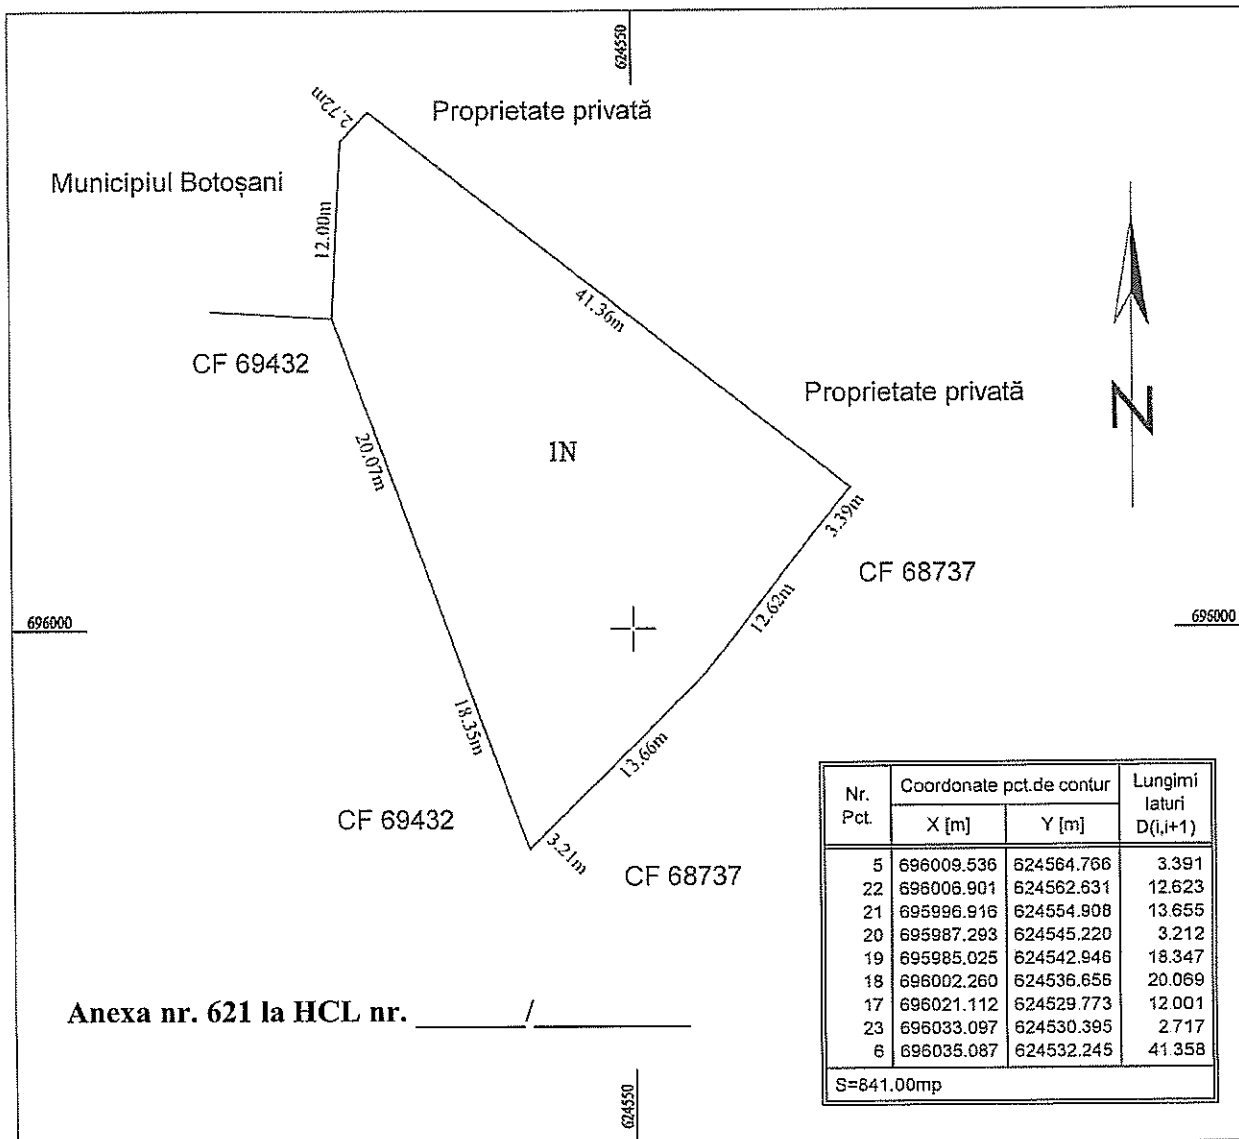 624550
2.72m
Proprietate privată
Municipiul Botoșani
12.00m
41.36m
CF 69432
Proprietate privată
20.07m
1N
N
3.39m
CF 68737
12.62m
696000
696000
18.35m
13.66m
CF 69432
3.21m
CF 68737
Nr. Pct. Coordonate pct.de contur Lungimi laturi D(i,i+1)
X [m] Y [m]
5 696009.536 624564.766 3.391
22 696006.901 624562.631 12.623
21 695996.916 624554.908 13.655
20 695987.293 624545.220 3.212
19 695985.025 624542.946 18.347
18 696002.260 624536.656 20.069
17 696021.112 624529.773 12.001
23 696033.097 624530.395 2.717
6 696035.087 624532.245 41.358
S=841.00mp
Anexa nr. 621 la HCL nr. ________/___________
624550